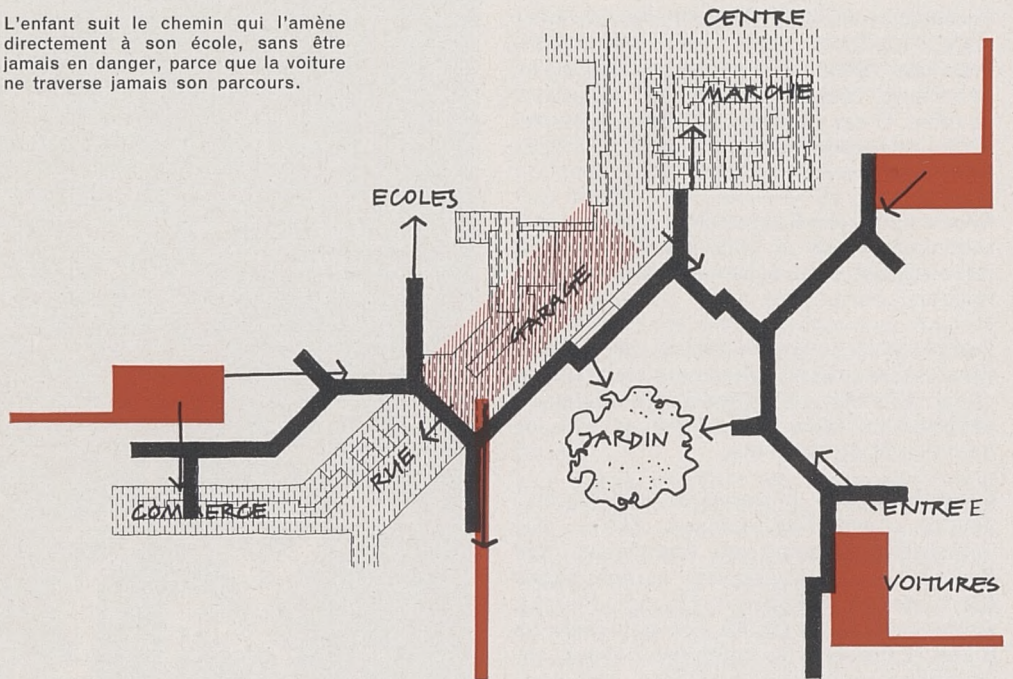 L'enfant suit le chemin qui l'amène
directement à son école, sans être
jamais en danger, parce que la voiture
ne traverse jamais son parcours.
CENTRE
MARCHE
ECOLES
GARAGE
JARDIN
RUE
COMMERCE
ENTREE
VOITURES